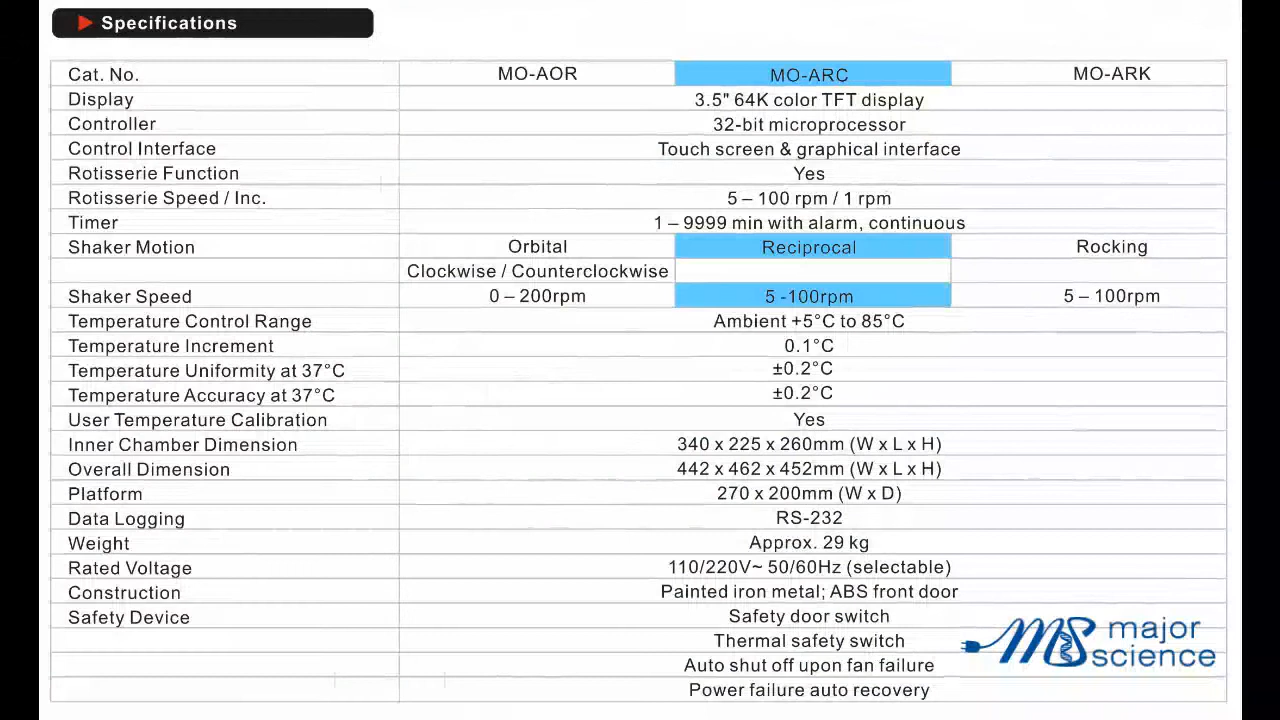 Specifications
Cat. No. MO-AOR MO-ARC MO-ARK
Display 3.5" 64K color TFT display
Controller 32-bit microprocessor
Control Interface Touch screen & graphical interface
Rotisserie Function Yes
Rotisserie Speed / Inc. 5 – 100 rpm / 1 rpm
Timer 1 – 9999 min with alarm, continuous
Shaker Motion Orbital Reciprocal Rocking
Clockwise / Counterclockwise
Shaker Speed 0 – 200rpm 5 -100rpm 5 – 100rpm
Temperature Control Range Ambient +5°C to 85°C
Temperature Increment 0.1°C
Temperature Uniformity at 37°C ±0.2°C
Temperature Accuracy at 37°C ±0.2°C
User Temperature Calibration Yes
Inner Chamber Dimension 340 x 225 x 260mm (W x L x H)
Overall Dimension 442 x 462 x 452mm (W x L x H)
Platform 270 x 200mm (W x D)
Data Logging RS-232
Weight Approx. 29 kg
Rated Voltage 110/220V~ 50/60Hz (selectable)
Construction Painted iron metal; ABS front door
Safety Device Safety door switch
Thermal safety switch
Auto shut off upon fan failure
Power failure auto recovery
MS major
science